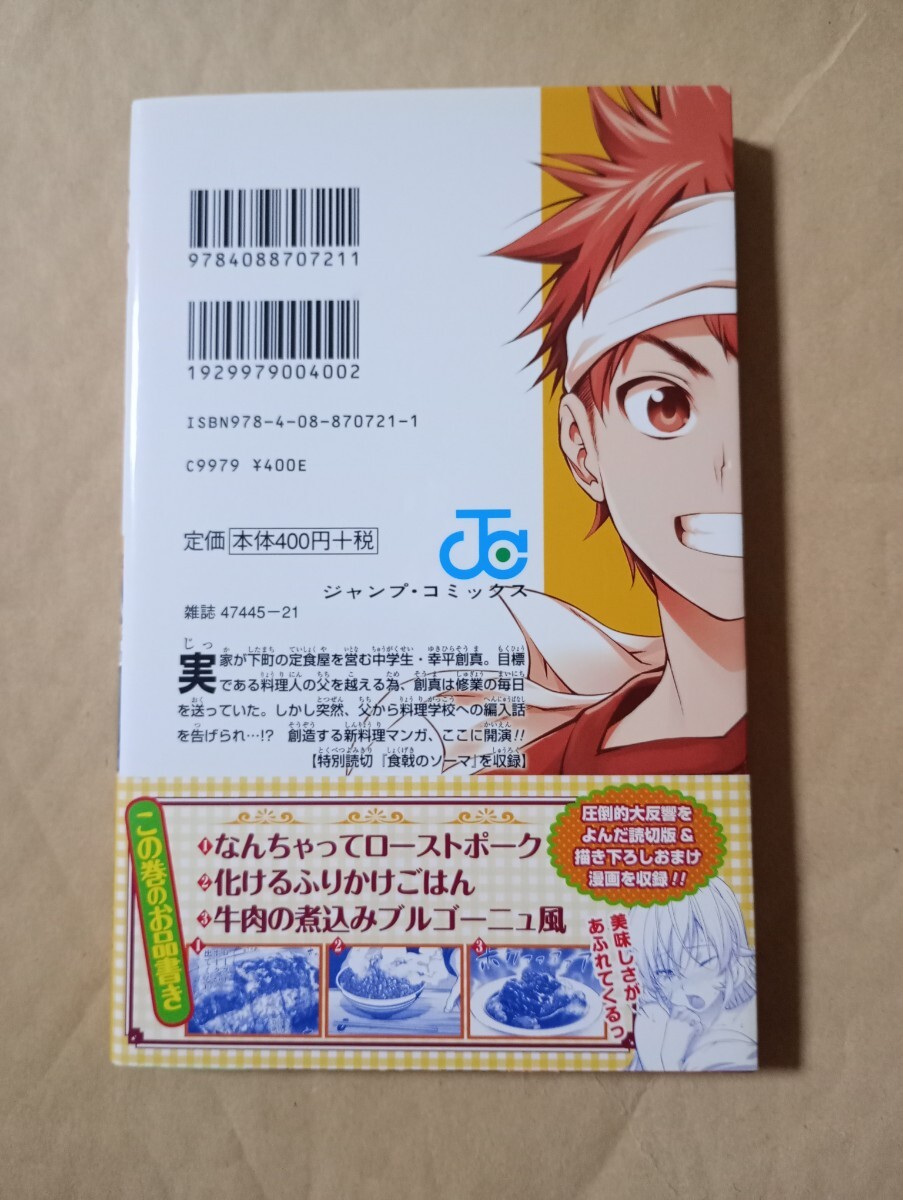 9784088707211
1929979004002
ISBN978-4-08-870721-1
C9979 ¥400E
定価 本体400円+税
ジャンプ・コミックス
雑誌 47445-21
実家が下町の定食屋を営む中学生・幸平創真。目標
である料理人の父を越える為、創真は修業の毎日
を送っていた。しかし突然、父から料理学校への編入話
を告げられ…!? 創造する新料理マンガ、ここに開演!!
【特別読切『食戟のソーマ』を収録】
この巻のお品書き
1 なんちゃってローストポーク
2 化けるふりかけごはん
3 牛肉の煮込みブルゴーニュ風
1
2
3
圧倒的大反響を
よんだ読切版&
描き下ろしおまけ
漫画を収録!!
美味しさが、
あふれてくるっ